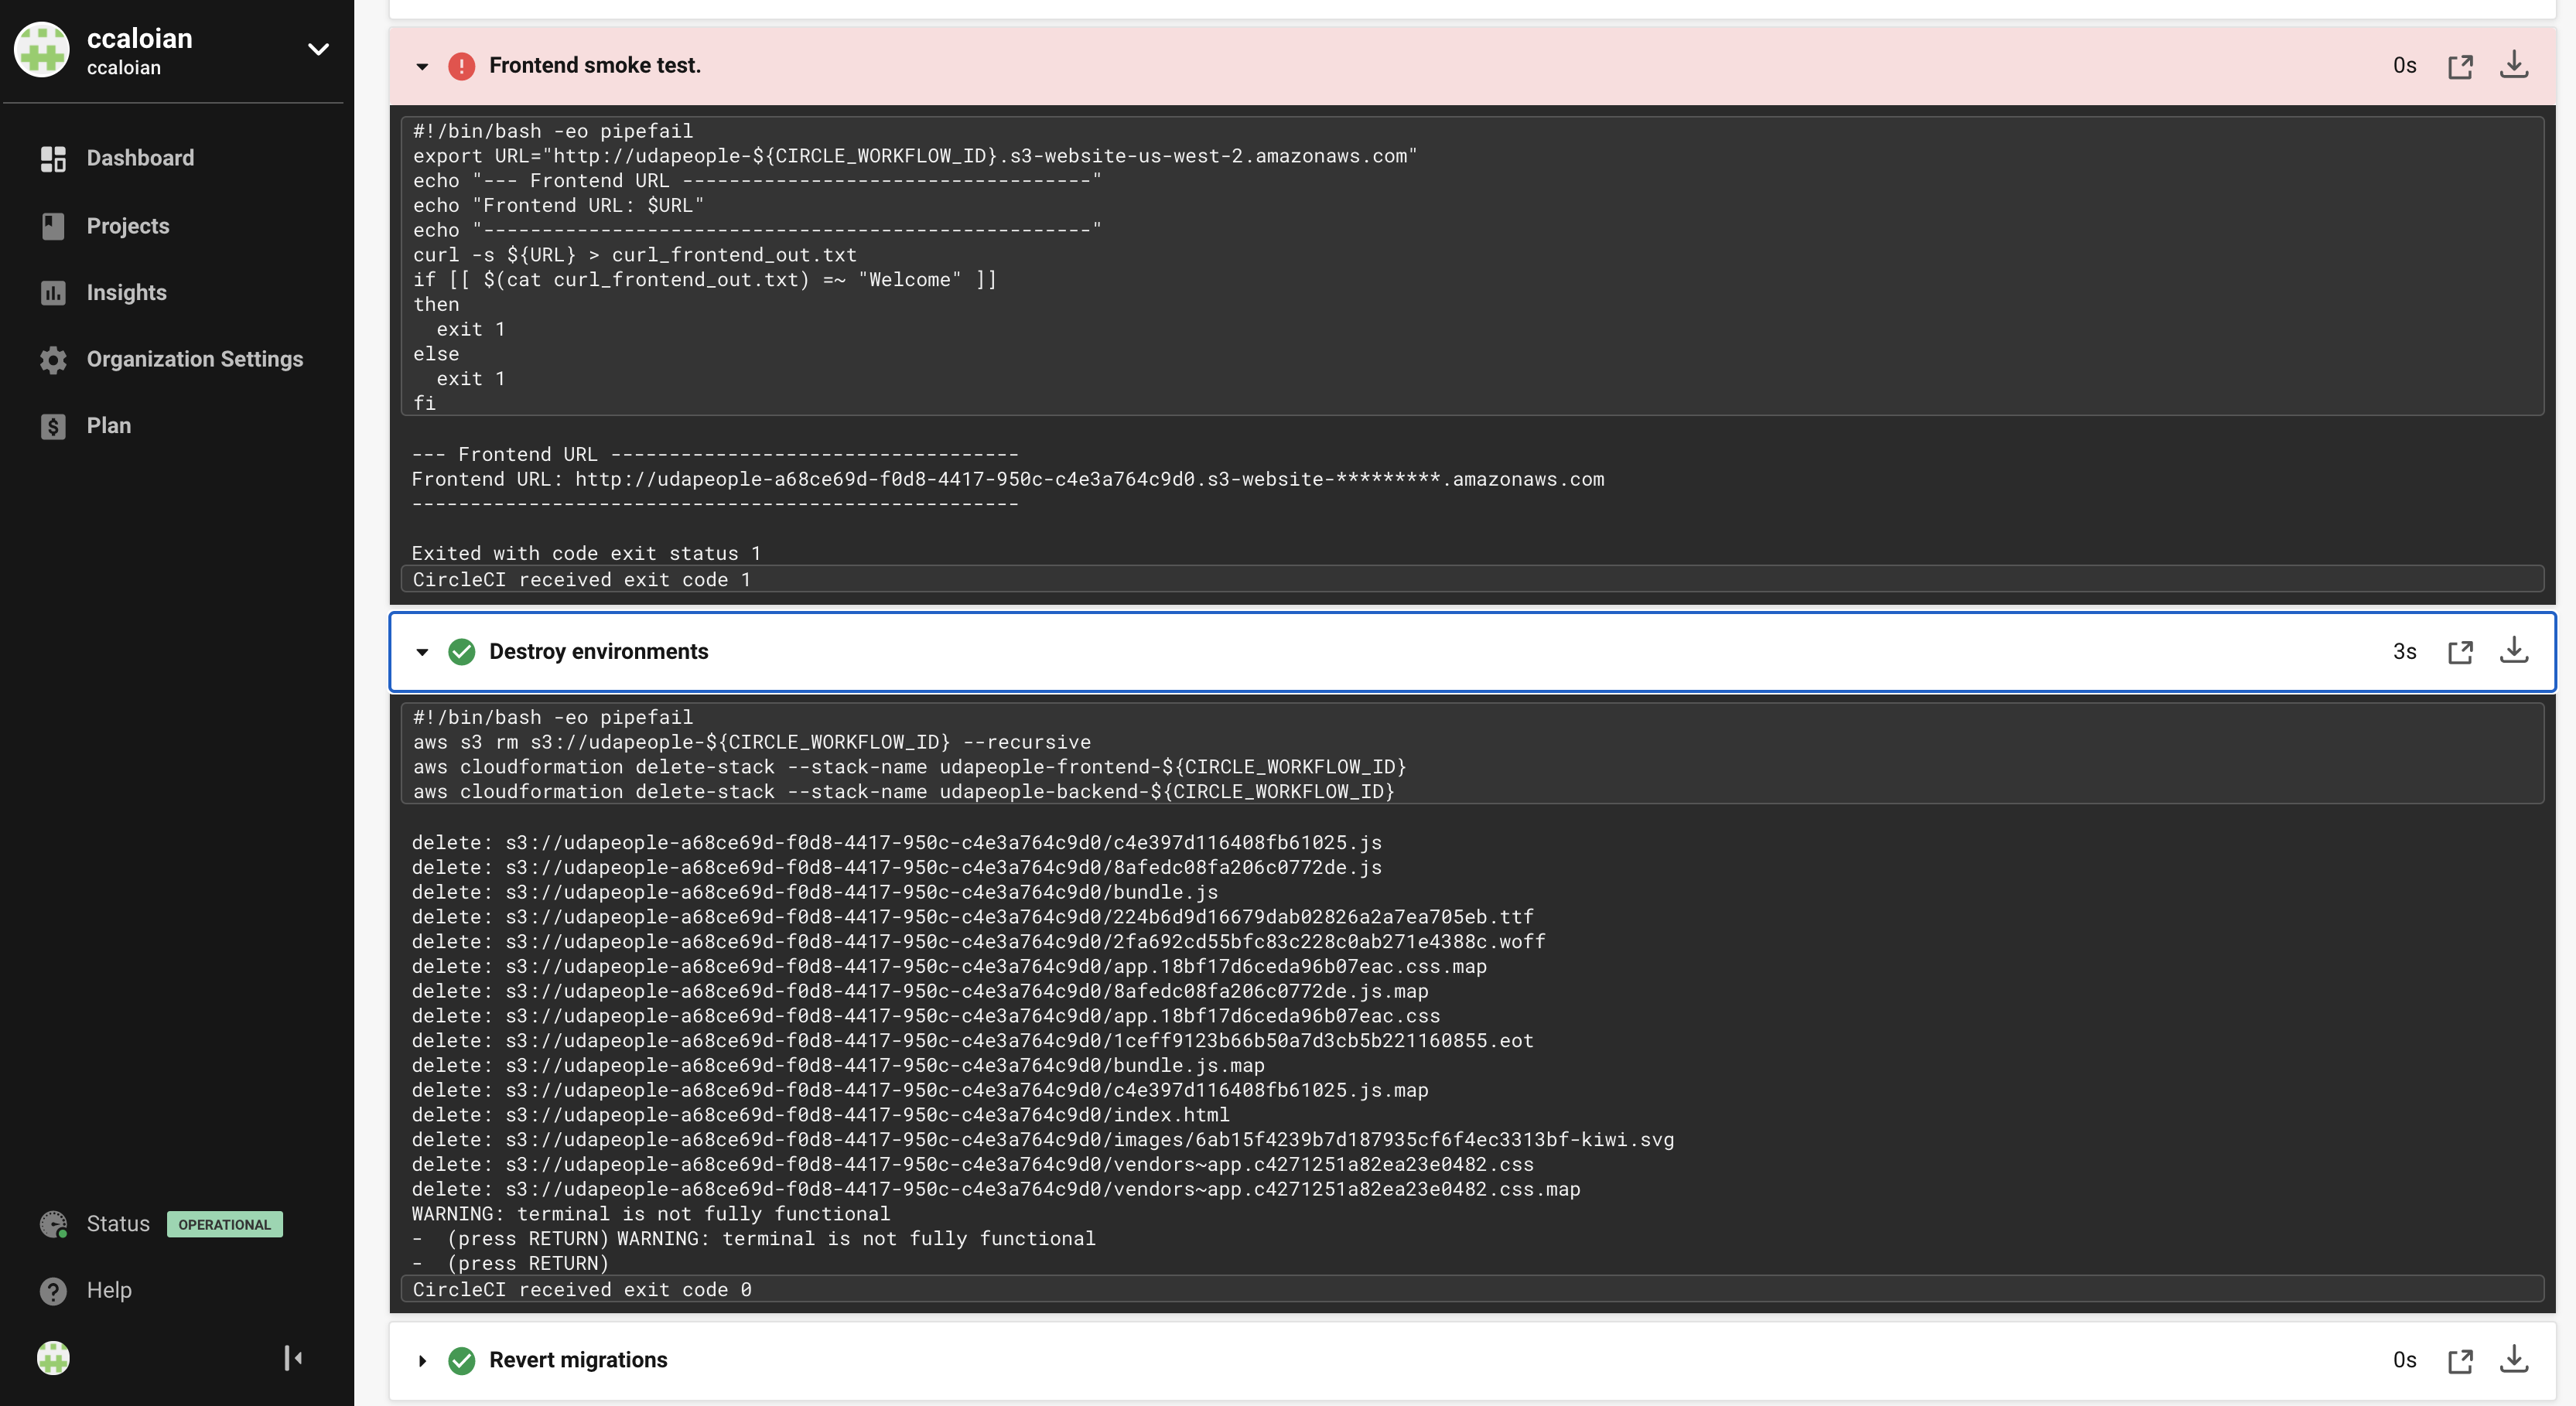 ccaloian
ccaloian
Dashboard
Projects
Insights
Organization Settings
Plan
Status OPERATIONAL
Help
Frontend smoke test. 0s
#!/bin/bash -eo pipefail
export URL="http://udapeople-${CIRCLE_WORKFLOW_ID}.s3-website-us-west-2.amazonaws.com"
echo "--- Frontend URL -----------------------------------"
echo "Frontend URL: $URL"
echo "----------------------------------------------------"
curl -s ${URL} > curl_frontend_out.txt
if [[ $(cat curl_frontend_out.txt) =~ "Welcome" ]]
then
  exit 1
else
  exit 1
fi
--- Frontend URL -----------------------------------
Frontend URL: http://udapeople-a68ce69d-f0d8-4417-950c-c4e3a764c9d0.s3-website-*********.amazonaws.com
----------------------------------------------------
Exited with code exit status 1
CircleCI received exit code 1
Destroy environments 3s
#!/bin/bash -eo pipefail
aws s3 rm s3://udapeople-${CIRCLE_WORKFLOW_ID} --recursive
aws cloudformation delete-stack --stack-name udapeople-frontend-${CIRCLE_WORKFLOW_ID}
aws cloudformation delete-stack --stack-name udapeople-backend-${CIRCLE_WORKFLOW_ID}
delete: s3://udapeople-a68ce69d-f0d8-4417-950c-c4e3a764c9d0/c4e397d116408fb61025.js
delete: s3://udapeople-a68ce69d-f0d8-4417-950c-c4e3a764c9d0/8afedc08fa206c0772de.js
delete: s3://udapeople-a68ce69d-f0d8-4417-950c-c4e3a764c9d0/bundle.js
delete: s3://udapeople-a68ce69d-f0d8-4417-950c-c4e3a764c9d0/224b6d9d16679dab02826a2a7ea705eb.ttf
delete: s3://udapeople-a68ce69d-f0d8-4417-950c-c4e3a764c9d0/2fa692cd55bfc83c228c0ab271e4388c.woff
delete: s3://udapeople-a68ce69d-f0d8-4417-950c-c4e3a764c9d0/app.18bf17d6ceda96b07eac.css.map
delete: s3://udapeople-a68ce69d-f0d8-4417-950c-c4e3a764c9d0/8afedc08fa206c0772de.js.map
delete: s3://udapeople-a68ce69d-f0d8-4417-950c-c4e3a764c9d0/app.18bf17d6ceda96b07eac.css
delete: s3://udapeople-a68ce69d-f0d8-4417-950c-c4e3a764c9d0/1ceff9123b66b50a7d3cb5b221160855.eot
delete: s3://udapeople-a68ce69d-f0d8-4417-950c-c4e3a764c9d0/bundle.js.map
delete: s3://udapeople-a68ce69d-f0d8-4417-950c-c4e3a764c9d0/c4e397d116408fb61025.js.map
delete: s3://udapeople-a68ce69d-f0d8-4417-950c-c4e3a764c9d0/index.html
delete: s3://udapeople-a68ce69d-f0d8-4417-950c-c4e3a764c9d0/images/6ab15f4239b7d187935cf6f4ec3313bf-kiwi.svg
delete: s3://udapeople-a68ce69d-f0d8-4417-950c-c4e3a764c9d0/vendors~app.c4271251a82ea23e0482.css
delete: s3://udapeople-a68ce69d-f0d8-4417-950c-c4e3a764c9d0/vendors~app.c4271251a82ea23e0482.css.map
WARNING: terminal is not fully functional
-  (press RETURN) WARNING: terminal is not fully functional
-  (press RETURN)
CircleCI received exit code 0
Revert migrations 0s